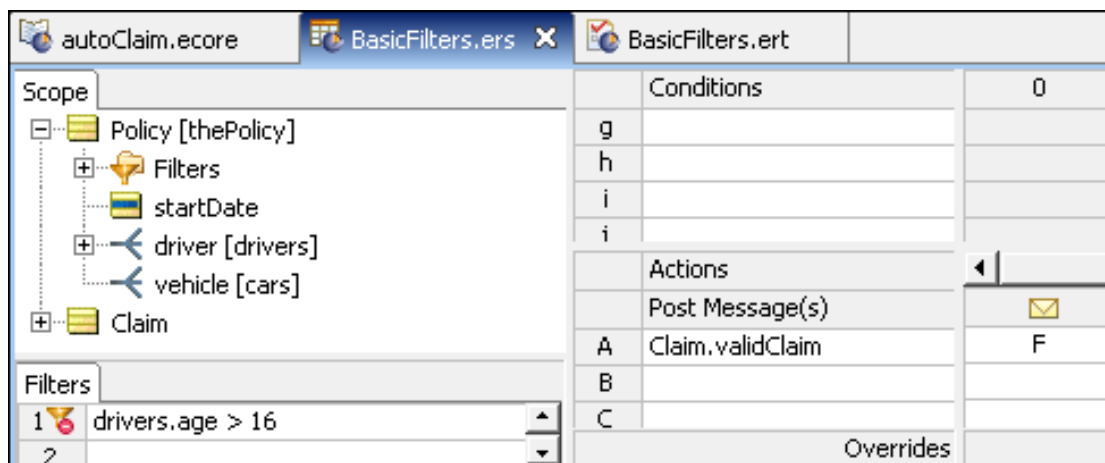 autoClaim.ecore
BasicFilters.ers
BasicFilters.ert
Scope
Policy [thePolicy]
Filters
startDate
driver [drivers]
vehicle [cars]
Claim
Filters
1 drivers.age > 16
2
Conditions 0
g
h
i
j
Actions
Post Message(s)
A Claim.validClaim F
B
C
Overrides